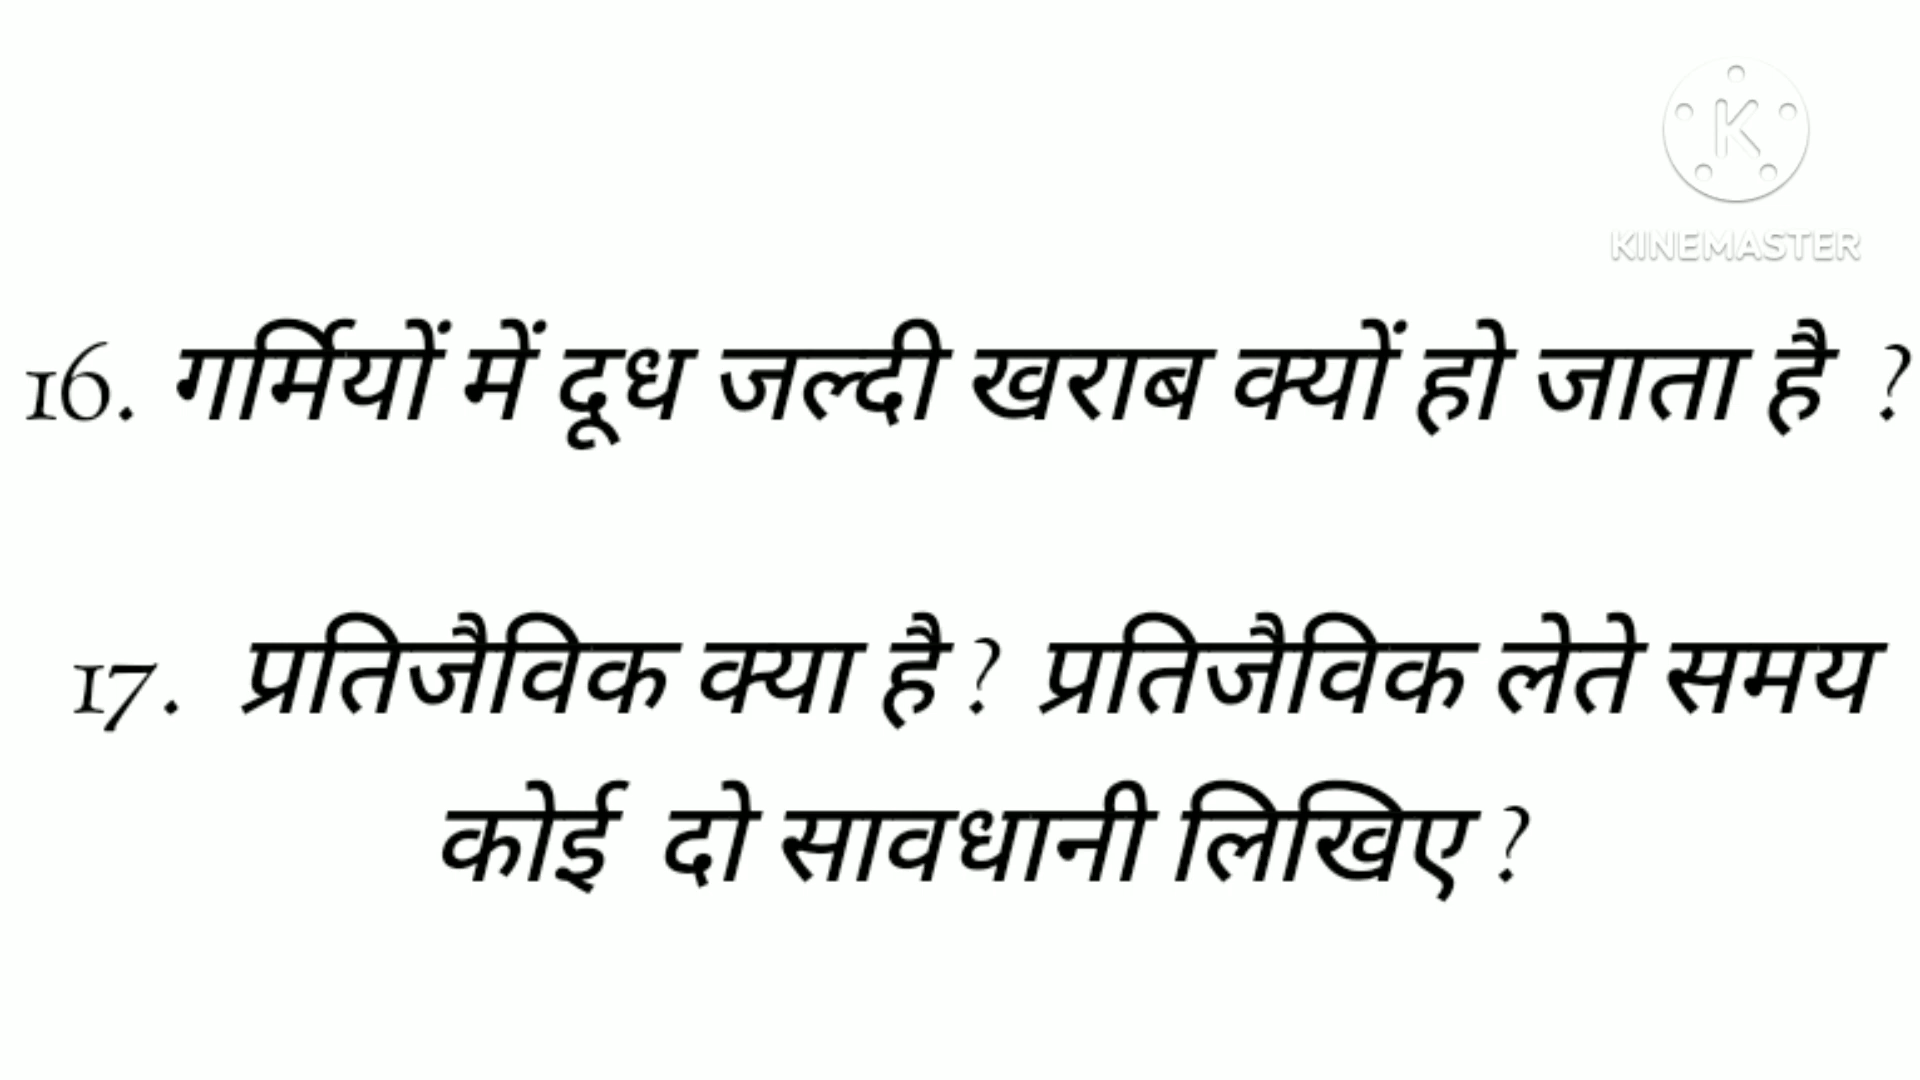 KINEMASTER
16. गर्मियों में दूध जल्दी खराब क्यों हो जाता है ?
17. प्रतिजैविक क्या है ? प्रतिजैविक लेते समय
कोई दो सावधानी लिखिए ?